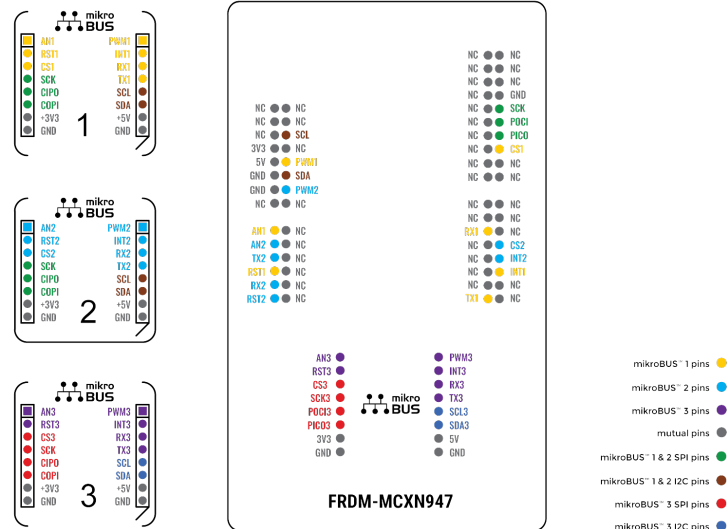 mikro
BUS
AN1 PWM1
RST1 INT1
CS1 RX1
SCK TX1
CIPO SCL
COPI SDA
+3V3 +5V
GND GND
1
mikro
BUS
AN2 PWM2
RST2 INT2
CS2 RX2
SCK TX2
CIPO SCL
COPI SDA
+3V3 +5V
GND GND
2
mikro
BUS
AN3 PWM3
RST3 INT3
CS3 RX3
SCK TX3
CIPO SCL
COPI SDA
+3V3 +5V
GND GND
3
NC NC
NC NC
NC SCL
3V3 NC
5V PWM1
GND SDA
GND PWM2
NC NC
AN1 NC
AN2 NC
TX2 NC
RST1 NC
RX2 NC
RST2 NC
NC NC
NC NC
NC NC
NC GND
NC SCK
NC POCI
NC PICO
NC CS1
NC NC
NC NC
NC NC
NC NC
RX1 NC
NC CS2
NC INT2
NC INT1
NC NC
TX1 NC
AN3 PWM3
RST3 INT3
CS3 RX3
SCK3 TX3
POCI3 SCL3
PICO3 SDA3
3V3 5V
GND GND
mikro
BUS
FRDM-MCXN947
mikroBUS™ 1 pins
mikroBUS™ 2 pins
mikroBUS™ 3 pins
mutual pins
mikroBUS™ 1 & 2 SPI pins
mikroBUS™ 1 & 2 I2C pins
mikroBUS™ 3 SPI pins
mikroBUS™ 3 I2C pins